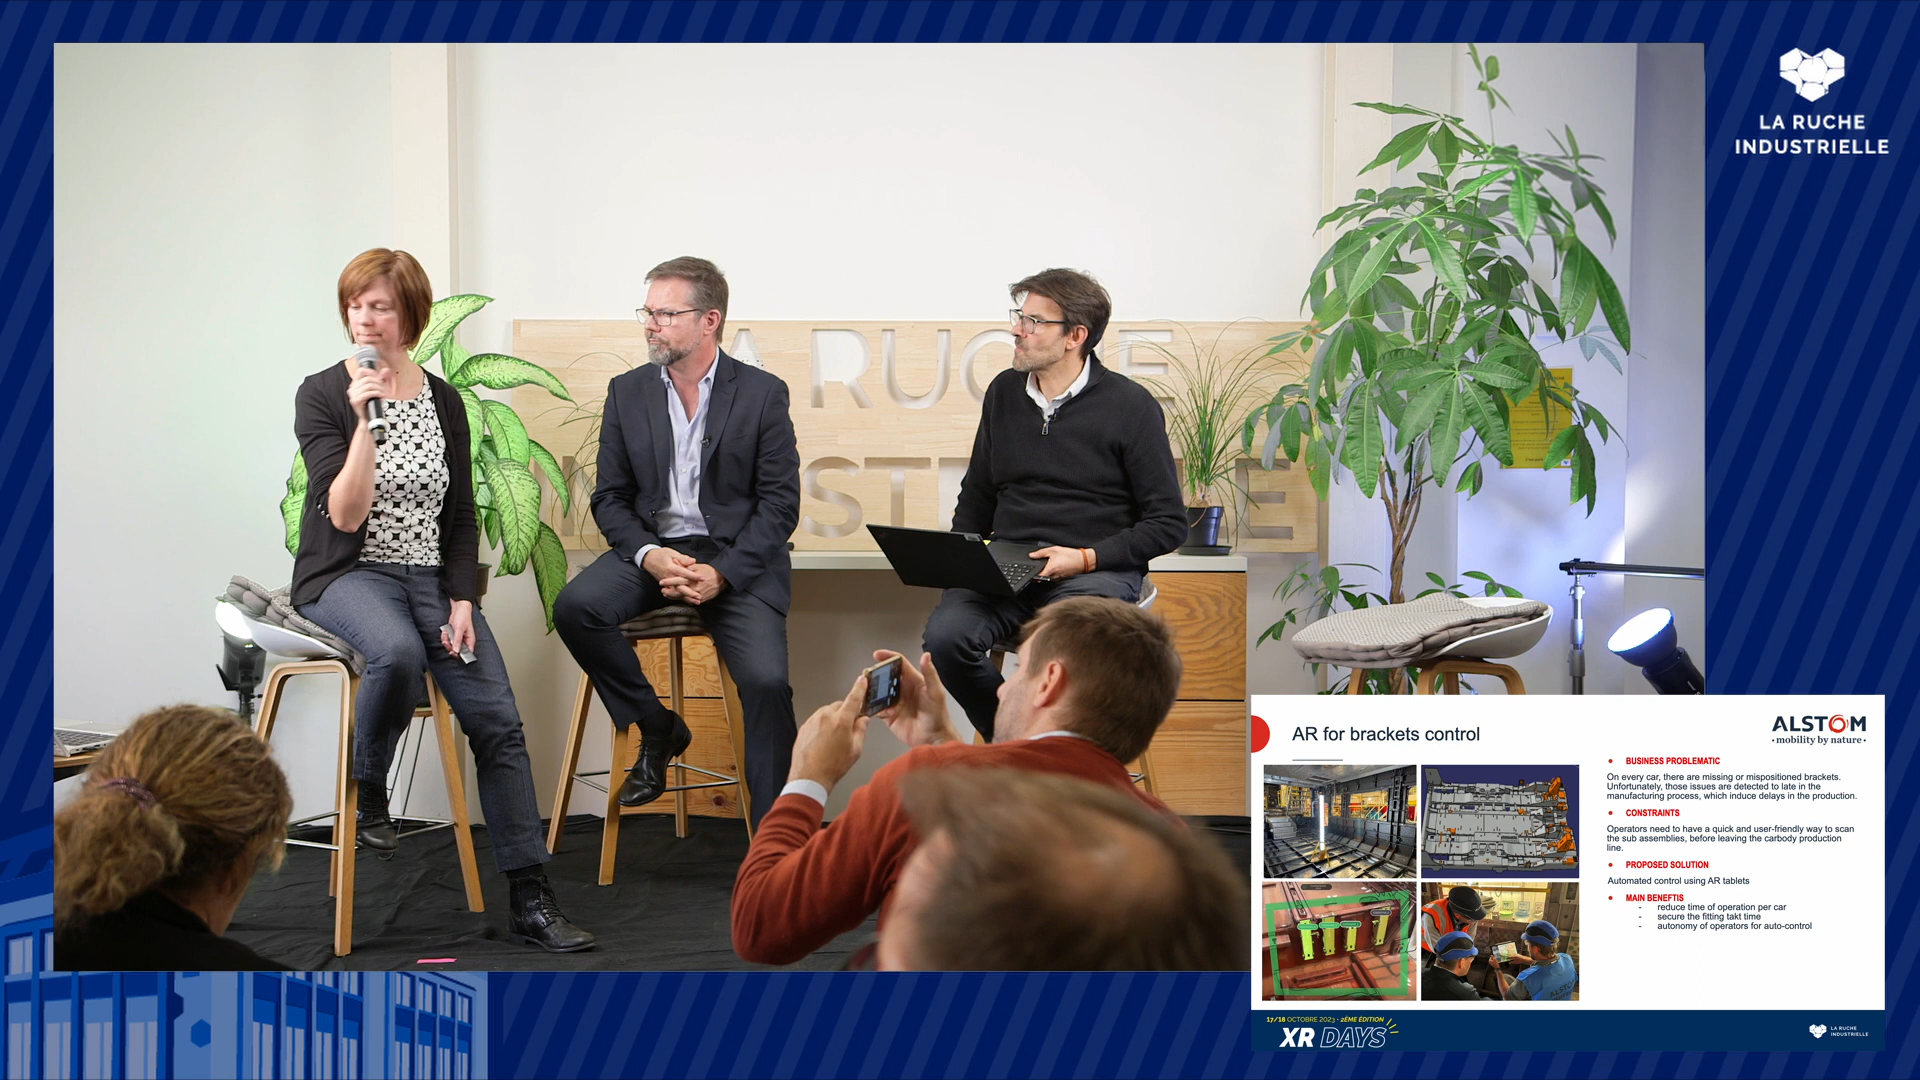 LA RUCHE
INDUSTRIELLE
A RUCHE
STRIELLE
AR for brackets control
ALSTOM
• mobility by nature •
• BUSINESS PROBLEMATIC
On every car, there are missing or mispositioned brackets.
Unfortunately, those issues are detected to late in the
manufacturing process, which induce delays in the production.
• CONSTRAINTS
Operators need to have a quick and user-friendly way to scan
the sub assemblies, before leaving the carbody production
line.
• PROPOSED SOLUTION
Automated control using AR tablets
• MAIN BENEFTIS
- reduce time of operation per car
- secure the fitting takt time
- autonomy of operators for auto-control
ALSTOM
17/18 OCTOBRE 2023 - 2ÈME ÉDITION
XR DAYS
LA RUCHE
INDUSTRIELLE